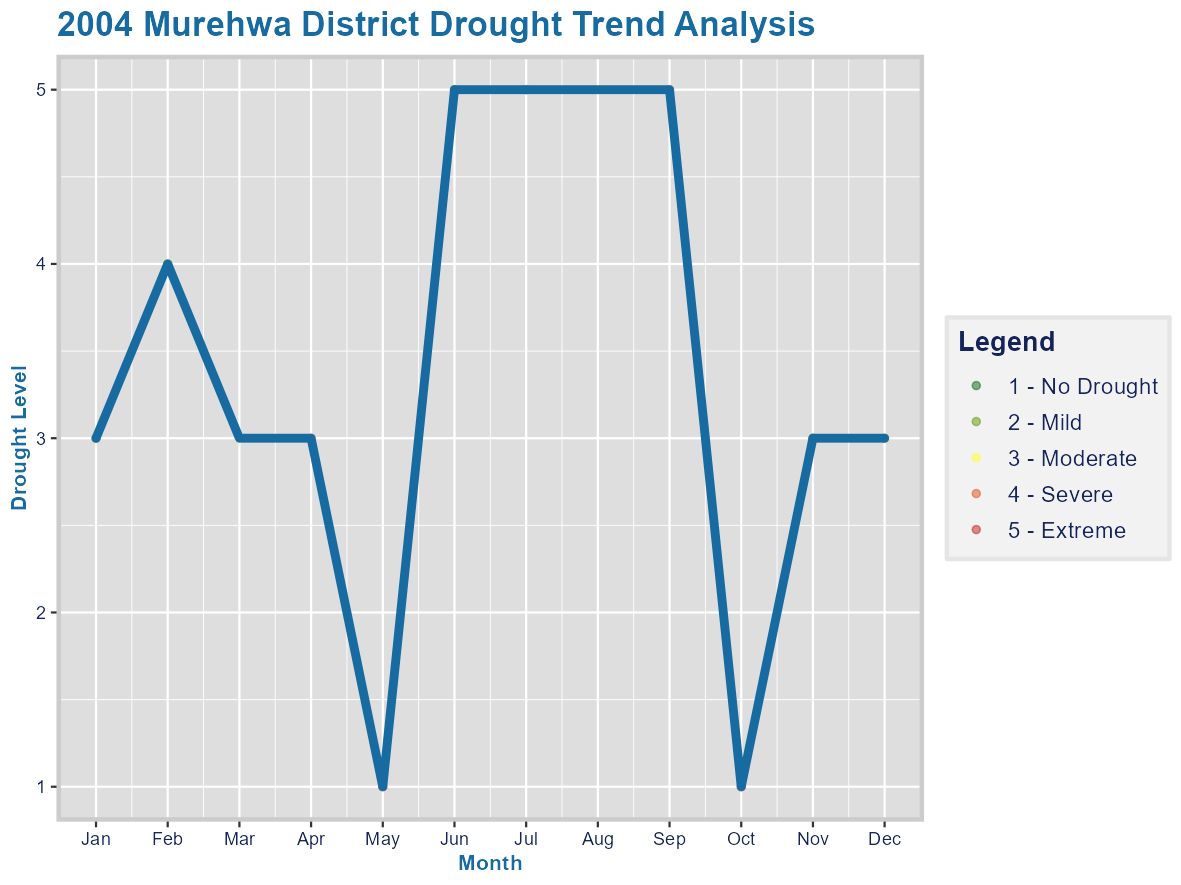 2004 Murehwa District Drought Trend Analysis
Drought Level
5
4
3
2
1
Jan Feb Mar Apr May Jun Jul Aug Sep Oct Nov Dec
Month
Legend
1 - No Drought
2 - Mild
3 - Moderate
4 - Severe
5 - Extreme